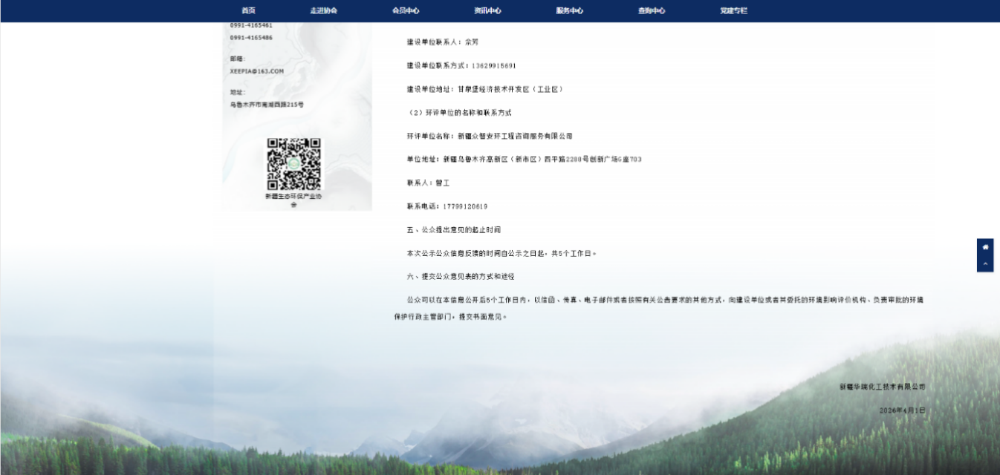 首页 走进协会 会员中心 资讯中心 服务中心 查询中心 党建专栏
0991-4165461
0991-4165486
邮箱:
XEEPIA@163.COM
地址:
乌鲁木齐市南湖西路215号
新疆生态环保产业协
会
建设单位联系人：佘芳
建设单位联系方式：13629915691
建设单位地址：甘泉堡经济技术开发区（工业区）
（2）环评单位的名称和联系方式
环评单位名称：新疆众智安环工程咨询服务有限公司
单位地址：新疆乌鲁木齐高新区（新市区）四平路2288号创新广场G座703
联系人：曾工
联系电话：17799120619
五、公众提出意见的起止时间
本次公示公众信息反馈的时间自公示之日起，共5个工作日。
六、提交公众意见表的方式和途径
公众可以在本信息公开后5个工作日内，以信函、传真、电子邮件或者按照有关公告要求的其他方式，向建设单位或者其委托的环境影响评价机构、负责审批的环境
保护行政主管部门，提交书面意见。
新疆华瑞化工技术有限公司
2026年4月1日